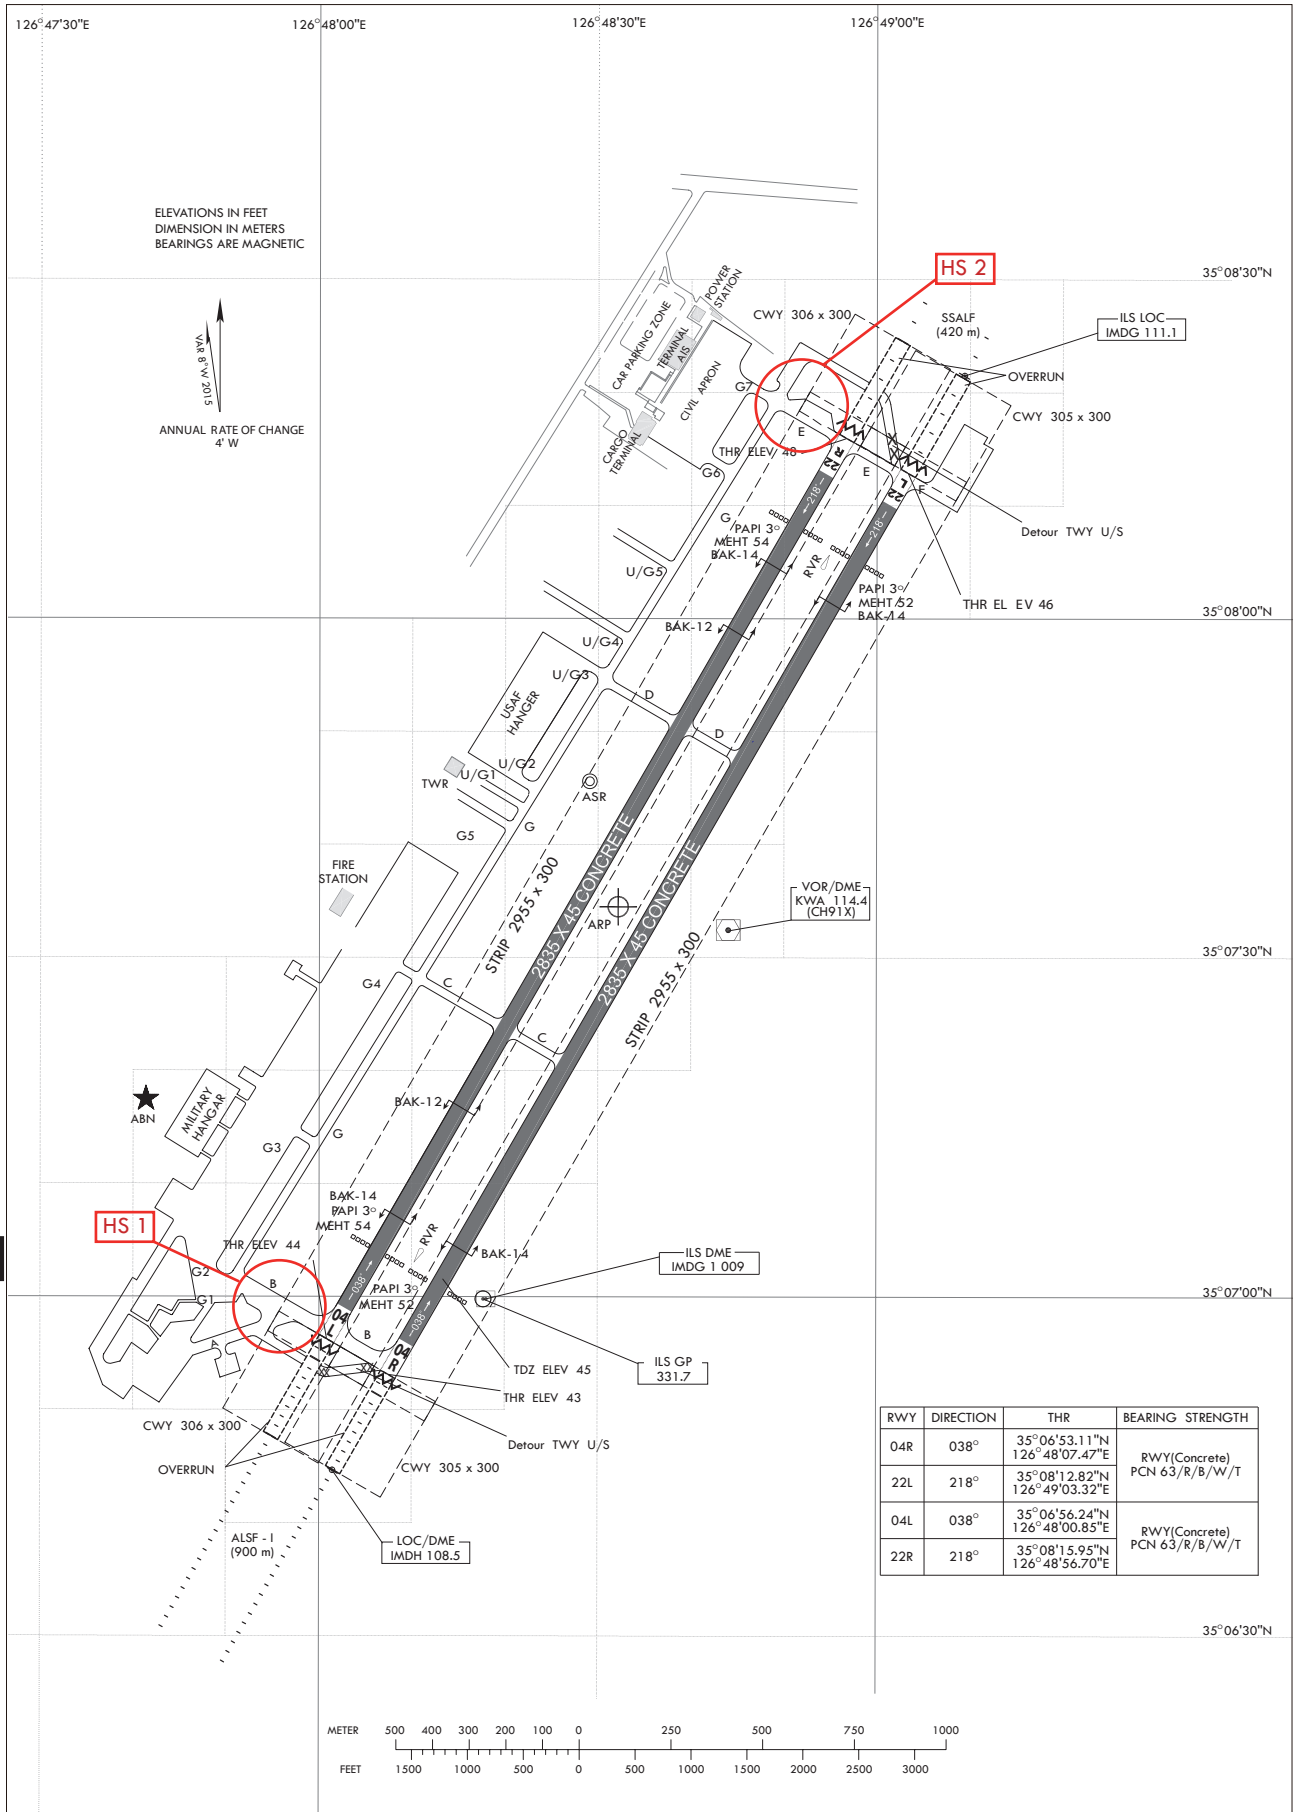 126°47'30"E
126°48'00"E
126°48'30"E
126°49'00"E
ELEVATIONS IN FEET
DIMENSION IN METERS
BEARINGS ARE MAGNETIC
VAR 8°W 2015
ANNUAL RATE OF CHANGE
4' W
HS 2
35°08'30"N
POWER
STATION
CAR PARKING ZONE
TERMINAL
AIS
CIVIL APRON
CARGO
TERMINAL
CWY 306 x 300
SSALF
(420 m)
ILS LOC
IMDG 111.1
OVERRUN
CWY 305 x 300
G7
E
THR ELEV 48
22
R
E
22
L
F
G6
G
218°
218°
PAPI 3°
MEHT 54
BAK-14
Detour TWY U/S
RVR
U/G5
PAPI 3°
MEHT 52
BAK-14
THR EL EV 46
35°08'00"N
BAK-12
U/G4
U/G3
USAF
HANGER
D
D
U/G2
U/G1
TWR
ASR
G
G5
FIRE
STATION
STRIP 2955 x 300
2835 X 45 CONCRETE
2835 X 45 CONCRETE
STRIP 2955 x 300
ARP
VOR/DME
KWA 114.4
(CH91X)
35°07'30"N
G4
C
C
ABN
MILITARY
HANGAR
BAK-12
G
G3
BAK-14
PAPI 3°
MEHT 54
RVR
HS 1
THR ELEV 44
BAK-14
ILS DME
IMDG 1 009
G2
G1
B
038°
PAPI 3°
MEHT 52
038°
35°07'00"N
04
L
B
04
R
A
TDZ ELEV 45
ILS GP
331.7
THR ELEV 43
CWY 306 x 300
Detour TWY U/S
OVERRUN
CWY 305 x 300
ALSF - I
(900 m)
LOC/DME
IMDH 108.5
RWY DIRECTION THR BEARING STRENGTH
04R 038° 35°06'53.11"N 126°48'07.47"E RWY(Concrete) PCN 63/R/B/W/T
22L 218° 35°08'12.82"N 126°49'03.32"E
04L 038° 35°06'56.24"N 126°48'00.85"E RWY(Concrete) PCN 63/R/B/W/T
22R 218° 35°08'15.95"N 126°48'56.70"E
35°06'30"N
METER 500 400 300 200 100 0 250 500 750 1000
FEET 1500 1000 500 0 500 1000 1500 2000 2500 3000